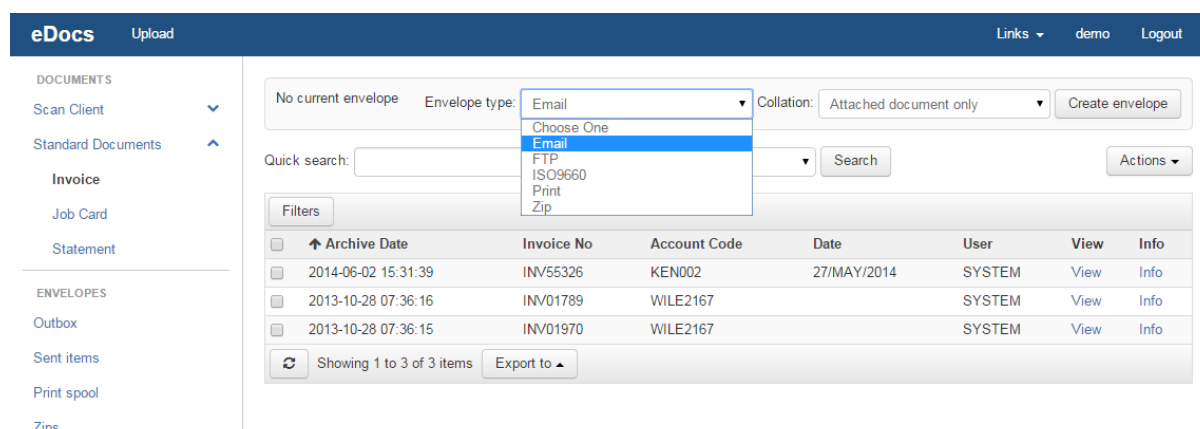 eDocs Upload Links demo Logout
DOCUMENTS
Scan Client
Standard Documents
Invoice
Job Card
Statement
ENVELOPES
Outbox
Sent items
Print spool
Zips
No current envelope Envelope type: Email Collation: Attached document only Create envelope
Choose One
Email
FTP
ISO9660
Print
Zip
Quick search: Search Actions
Filters
Archive Date Invoice No Account Code Date User View Info
2014-06-02 15:31:39 INV55326 KEN002 27/MAY/2014 SYSTEM View Info
2013-10-28 07:36:16 INV01789 WILE2167 SYSTEM View Info
2013-10-28 07:36:15 INV01970 WILE2167 SYSTEM View Info
Showing 1 to 3 of 3 items Export to